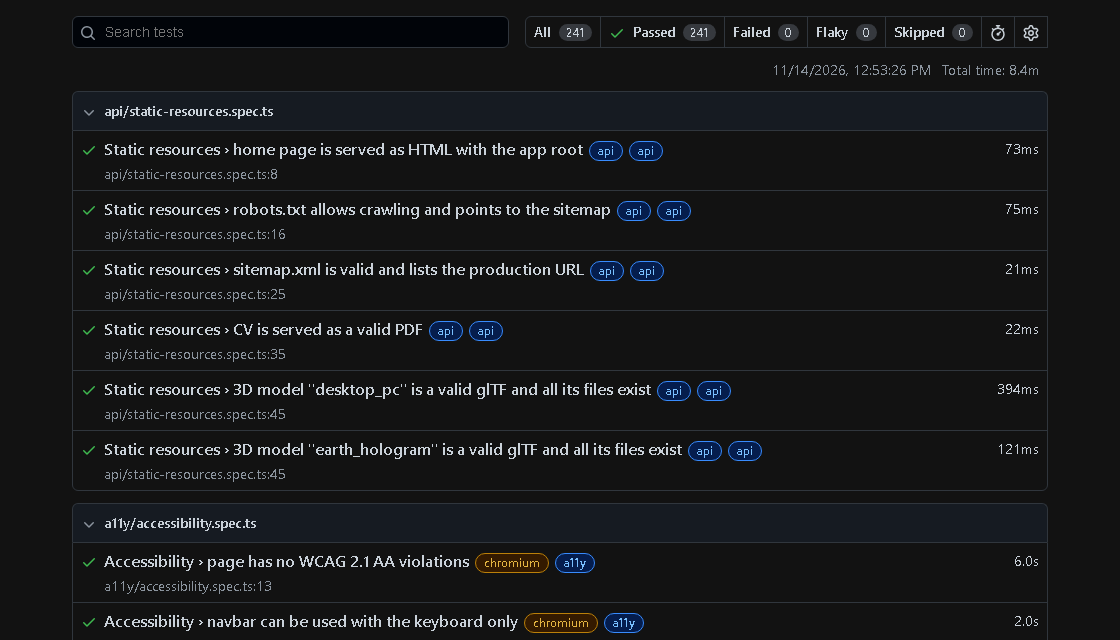 Search tests
All 241 Passed 241 Failed 0 Flaky 0 Skipped 0
11/14/2026, 12:53:26 PM Total time: 8.4m
api/static-resources.spec.ts
Static resources › home page is served as HTML with the app root api api 73ms
api/static-resources.spec.ts:8
Static resources › robots.txt allows crawling and points to the sitemap api api 75ms
api/static-resources.spec.ts:16
Static resources › sitemap.xml is valid and lists the production URL api api 21ms
api/static-resources.spec.ts:25
Static resources › CV is served as a valid PDF api api 22ms
api/static-resources.spec.ts:35
Static resources › 3D model "desktop_pc" is a valid glTF and all its files exist api api 394ms
api/static-resources.spec.ts:45
Static resources › 3D model "earth_hologram" is a valid glTF and all its files exist api api 121ms
api/static-resources.spec.ts:45
a11y/accessibility.spec.ts
Accessibility › page has no WCAG 2.1 AA violations chromium a11y 6.0s
a11y/accessibility.spec.ts:13
Accessibility › navbar can be used with the keyboard only chromium a11y 2.0s